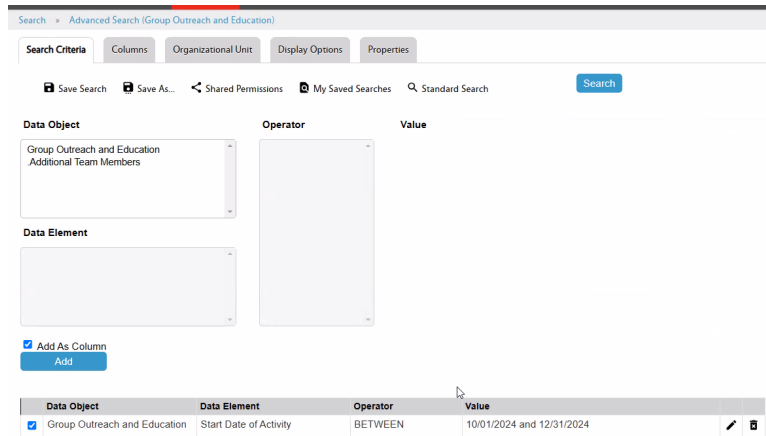 Search » Advanced Search (Group Outreach and Education)
Search Criteria Columns Organizational Unit Display Options Properties
Save Search Save As... Shared Permissions My Saved Searches Standard Search Search
Data Object Operator Value
Group Outreach and Education
.Additional Team Members
Data Element
Add As Column
Add
Data Object Data Element Operator Value
Group Outreach and Education Start Date of Activity BETWEEN 10/01/2024 and 12/31/2024